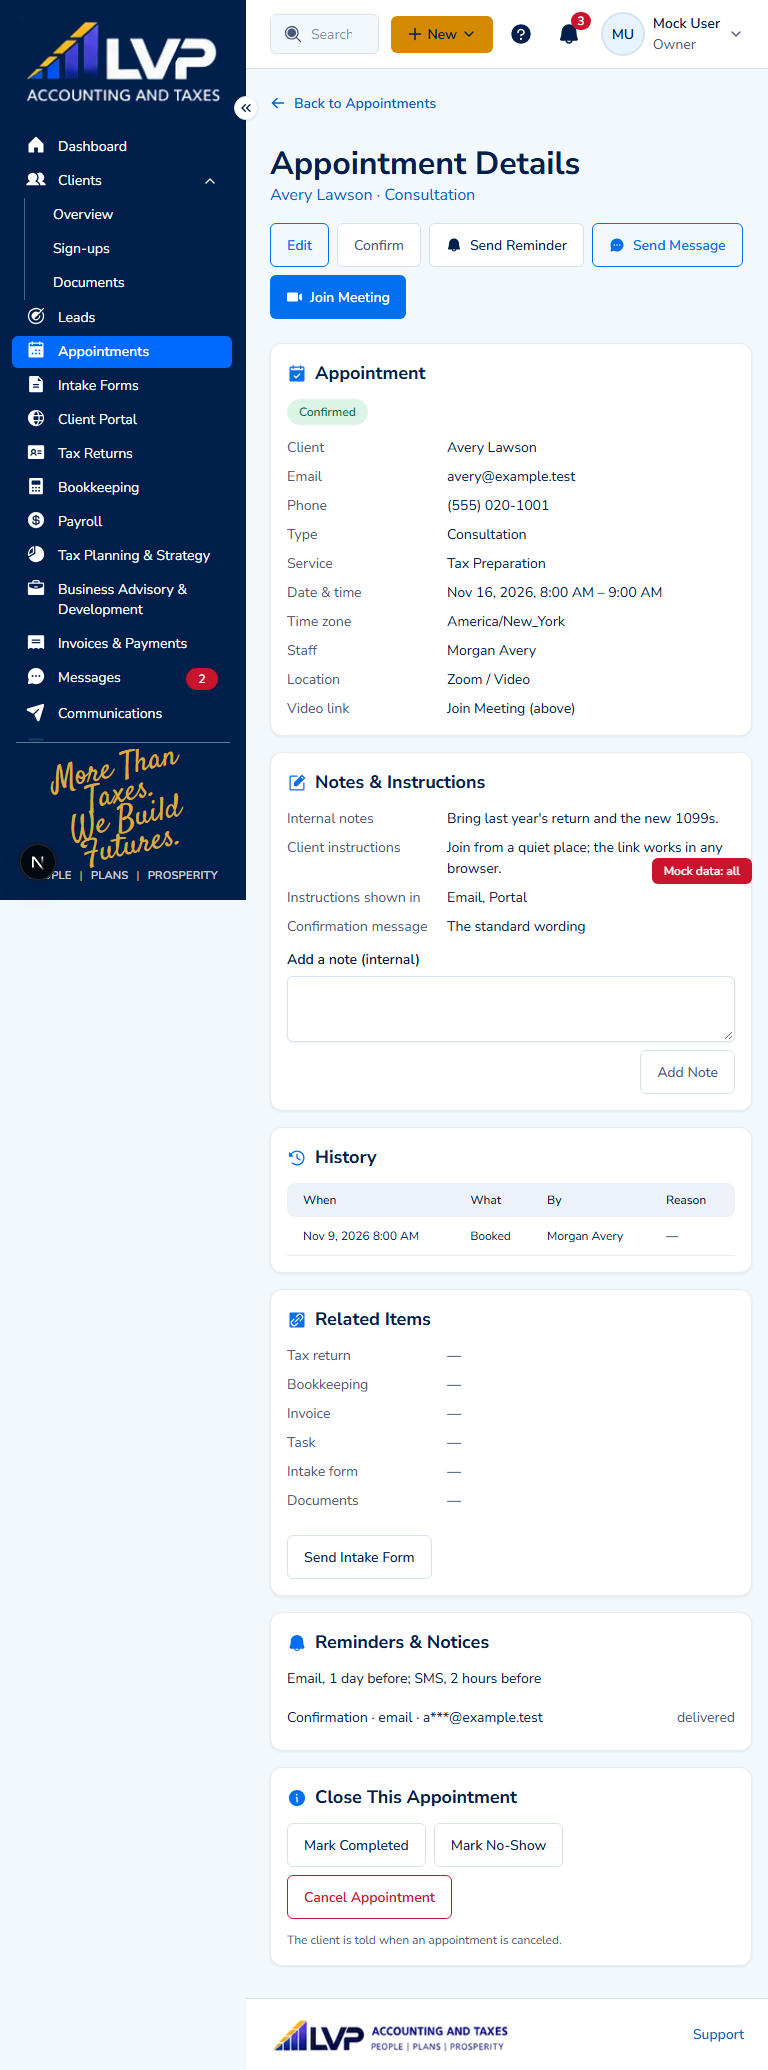 LVP
ACCOUNTING AND TAXES
Search
New
3
MU
Mock User
Owner
Dashboard
Clients
Overview
Sign-ups
Documents
Leads
Appointments
Intake Forms
Client Portal
Tax Returns
Bookkeeping
Payroll
Tax Planning & Strategy
Business Advisory &
Development
Invoices & Payments
Messages
2
Communications
More Than
Taxes.
We Build
Futures.
N
PLE | PLANS | PROSPERITY
Back to Appointments
Appointment Details
Avery Lawson · Consultation
Edit
Confirm
Send Reminder
Send Message
Join Meeting
Appointment
Confirmed
Client Avery Lawson
Email avery@example.test
Phone (555) 020-1001
Type Consultation
Service Tax Preparation
Date & time Nov 16, 2026, 8:00 AM – 9:00 AM
Time zone America/New_York
Staff Morgan Avery
Location Zoom / Video
Video link Join Meeting (above)
Notes & Instructions
Internal notes Bring last year's return and the new 1099s.
Client instructions Join from a quiet place; the link works in any
browser.
Mock data: all
Instructions shown in Email, Portal
Confirmation message The standard wording
Add a note (internal)
Add Note
History
When What By Reason
Nov 9, 2026 8:00 AM Booked Morgan Avery —
Related Items
Tax return —
Bookkeeping —
Invoice —
Task —
Intake form —
Documents —
Send Intake Form
Reminders & Notices
Email, 1 day before; SMS, 2 hours before
Confirmation · email · a***@example.test delivered
Close This Appointment
Mark Completed
Mark No-Show
Cancel Appointment
The client is told when an appointment is canceled.
LVP ACCOUNTING AND TAXES
PEOPLE | PLANS | PROSPERITY
Support